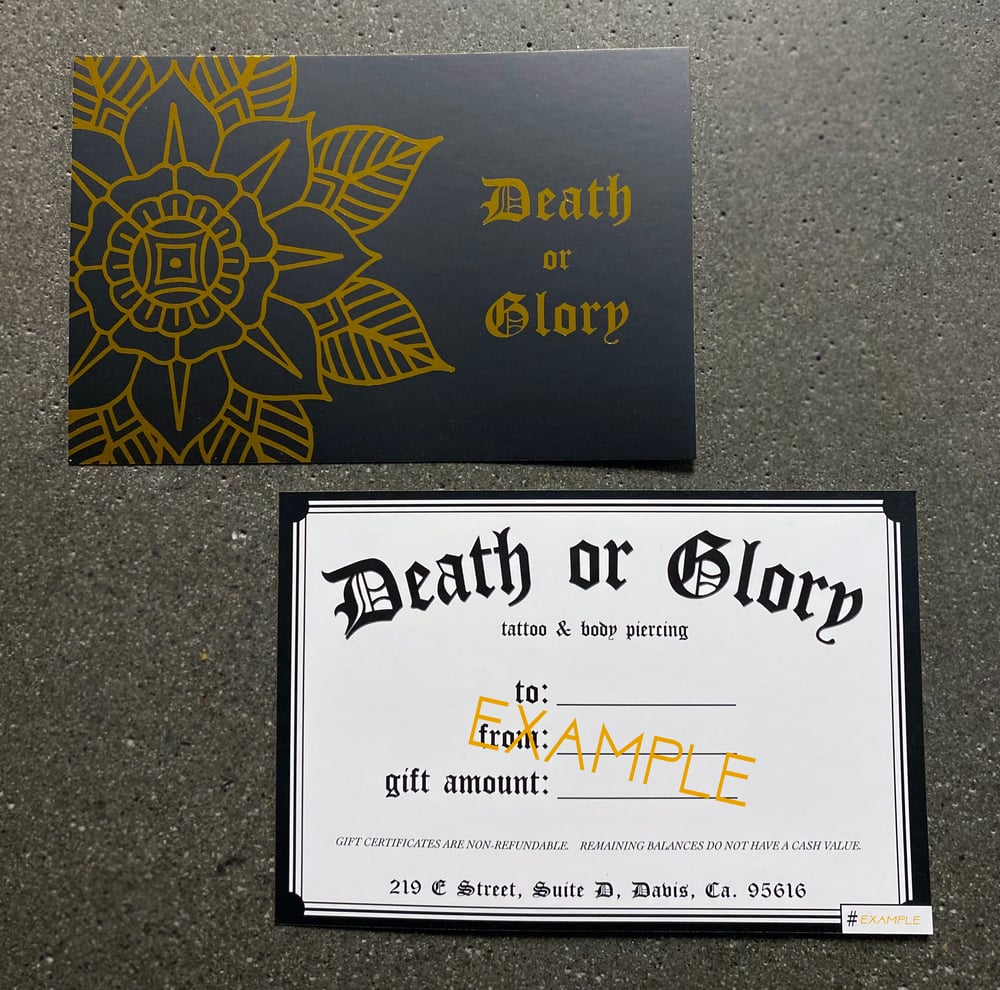 Death
or
Glory
Death or Glory
tattoo & body piercing
to:
from:
EXAMPLE
gift amount:
GIFT CERTIFICATES ARE NON-REFUNDABLE. REMAINING BALANCES DO NOT HAVE A CASH VALUE.
219 E Street, Suite D, Davis, Ca. 95616
#EXAMPLE